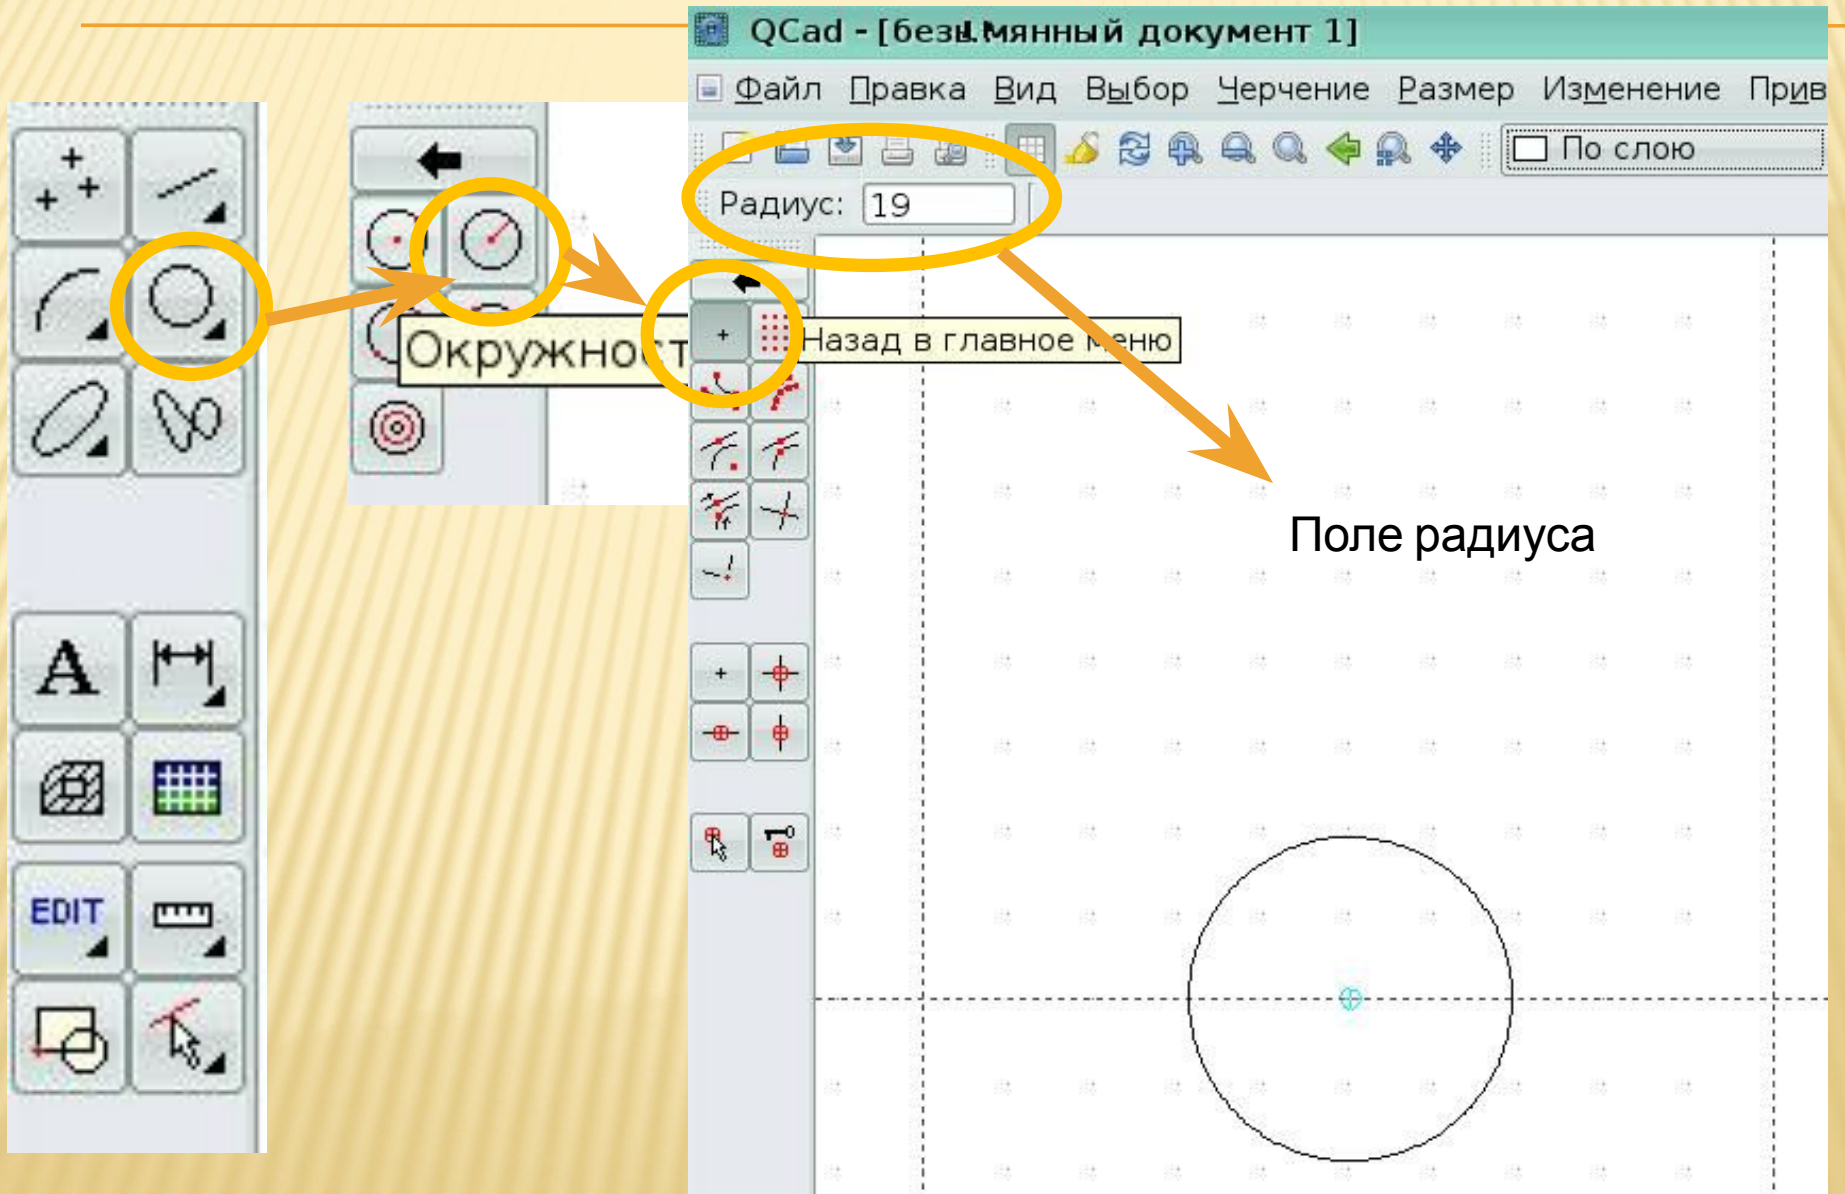 QCad - [безымянный документ 1]
Файл Правка Вид Выбор Черчение Размер Изменение Прив
По слою
Радиус: 19
Окружност
Назад в главное меню
Поле радиуса
A
EDIT